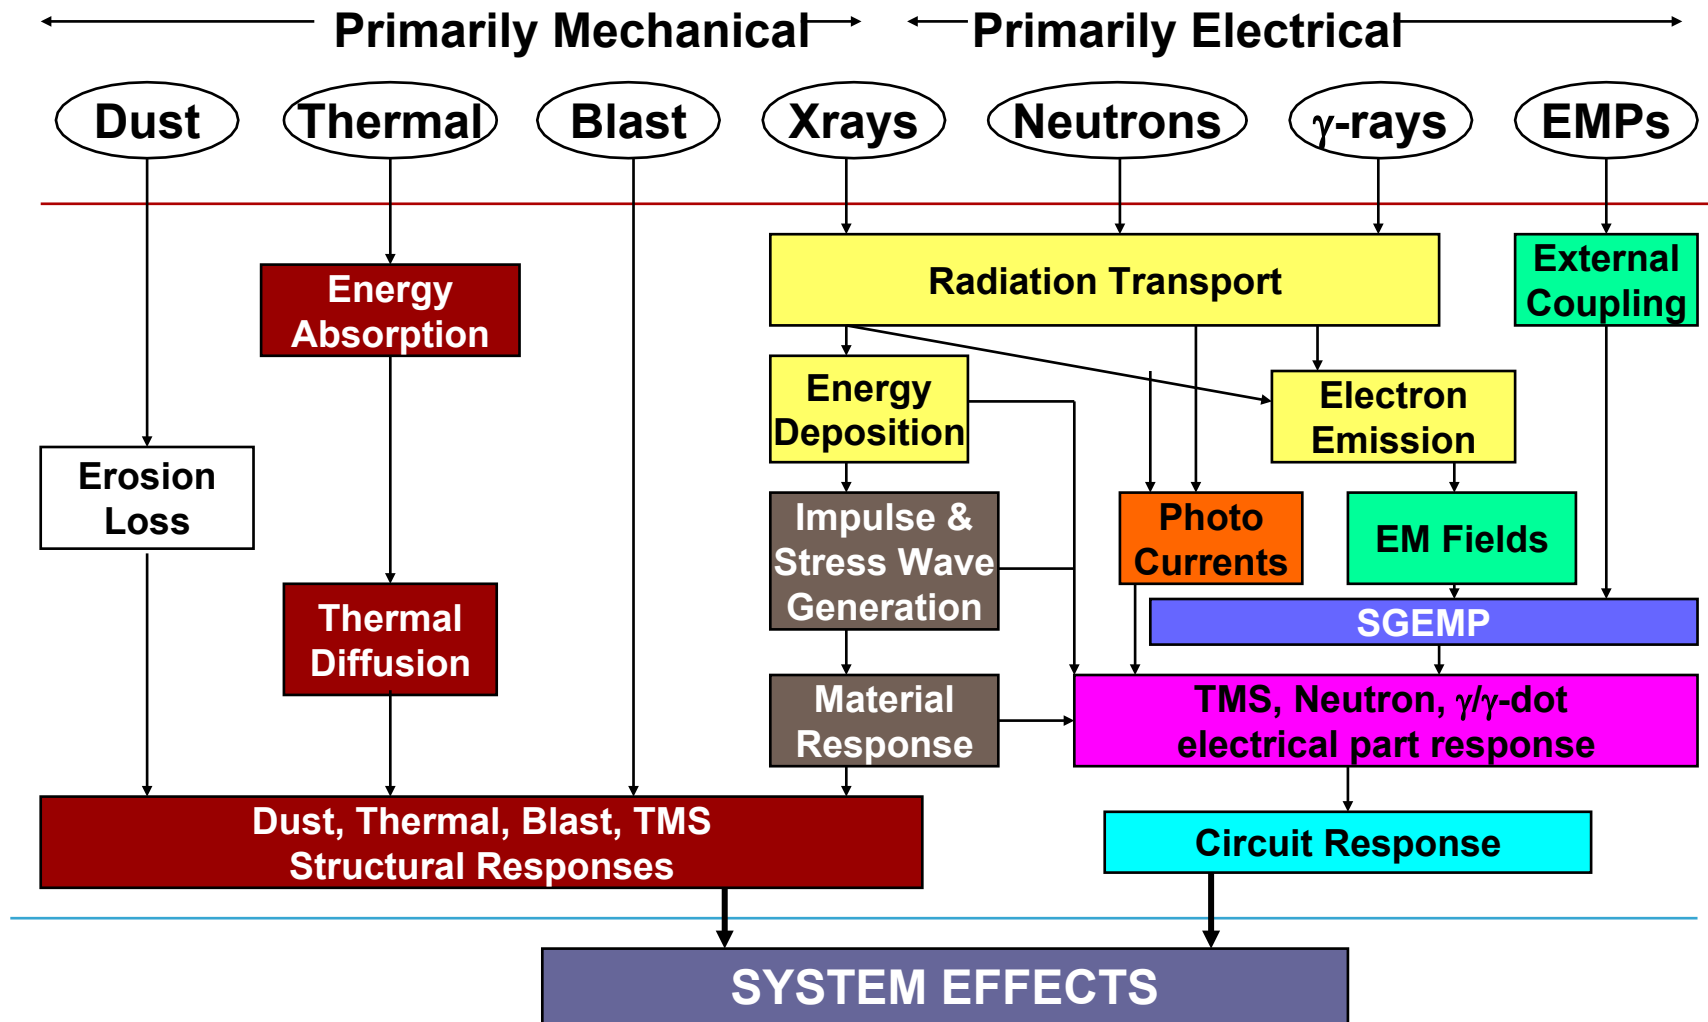 Primarily Mechanical
Primarily Electrical
Dust
Thermal
Blast
Xrays
Neutrons
γ-rays
EMPs
Energy
Absorption
Radiation Transport
External
Coupling
Energy
Deposition
Electron
Emission
Erosion
Loss
Impulse &
Stress Wave
Generation
Photo
Currents
EM Fields
Thermal
Diffusion
SGEMP
Material
Response
TMS, Neutron, γ/γ-dot
electrical part response
Dust, Thermal, Blast, TMS
Structural Responses
Circuit Response
SYSTEM EFFECTS